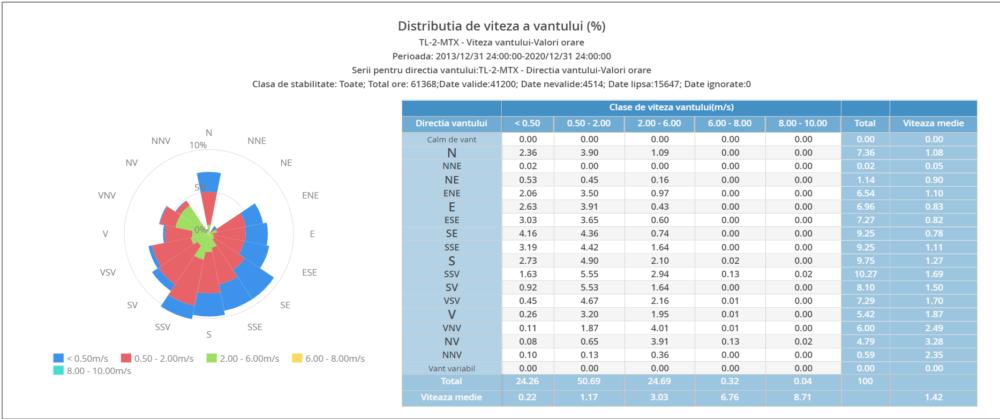 Distributia de viteza a vantului (%)
TL-2-MTX - Viteza vantului-Valori orare
Perioada: 2013/12/31 24:00:00-2020/12/31 24:00:00
Serii pentru directia vantului:TL-2-MTX - Directia vantului-Valori orare
Clasa de stabilitate: Toate; Total ore: 61368;Date valide:41200; Date nevalide:4514; Date lipsa:15647; Date ignorate:0
N
NNE
NE
ENE
E
ESE
SE
SSE
S
SSV
SV
VSV
V
VNV
NV
NNV
10%
5%
0%
< 0.50m/s 0.50 - 2.00m/s 2.00 - 6.00m/s 6.00 - 8.00m/s
8.00 - 10.00m/s
Clase de viteza vantului(m/s)
Directia vantului < 0.50 0.50 - 2.00 2.00 - 6.00 6.00 - 8.00 8.00 - 10.00 Total Viteaza medie
Calm de vant 0.00 0.00 0.00 0.00 0.00 0.00 0.00
N 2.36 3.90 1.09 0.00 0.00 7.36 1.08
NNE 0.02 0.00 0.00 0.00 0.00 0.02 0.05
NE 0.53 0.45 0.16 0.00 0.00 1.14 0.90
ENE 2.06 3.50 0.97 0.00 0.00 6.54 1.10
E 2.63 3.91 0.43 0.00 0.00 6.96 0.83
ESE 3.03 3.65 0.60 0.00 0.00 7.27 0.82
SE 4.16 4.36 0.74 0.00 0.00 9.25 0.78
SSE 3.19 4.42 1.64 0.00 0.00 9.25 1.11
S 2.73 4.90 2.10 0.02 0.00 9.75 1.27
SSV 1.63 5.55 2.94 0.13 0.02 10.27 1.69
SV 0.92 5.53 1.64 0.00 0.00 8.10 1.50
VSV 0.45 4.67 2.16 0.01 0.00 7.29 1.70
V 0.26 3.20 1.95 0.01 0.00 5.42 1.87
VNV 0.11 1.87 4.01 0.01 0.00 6.00 2.49
NV 0.08 0.65 3.91 0.13 0.02 4.79 3.28
NNV 0.10 0.13 0.36 0.00 0.00 0.59 2.35
Vant variabil 0.00 0.00 0.00 0.00 0.00 0.00 0.00
Total 24.26 50.69 24.69 0.32 0.04 100
Viteaza medie 0.22 1.17 3.03 6.76 8.71 1.42